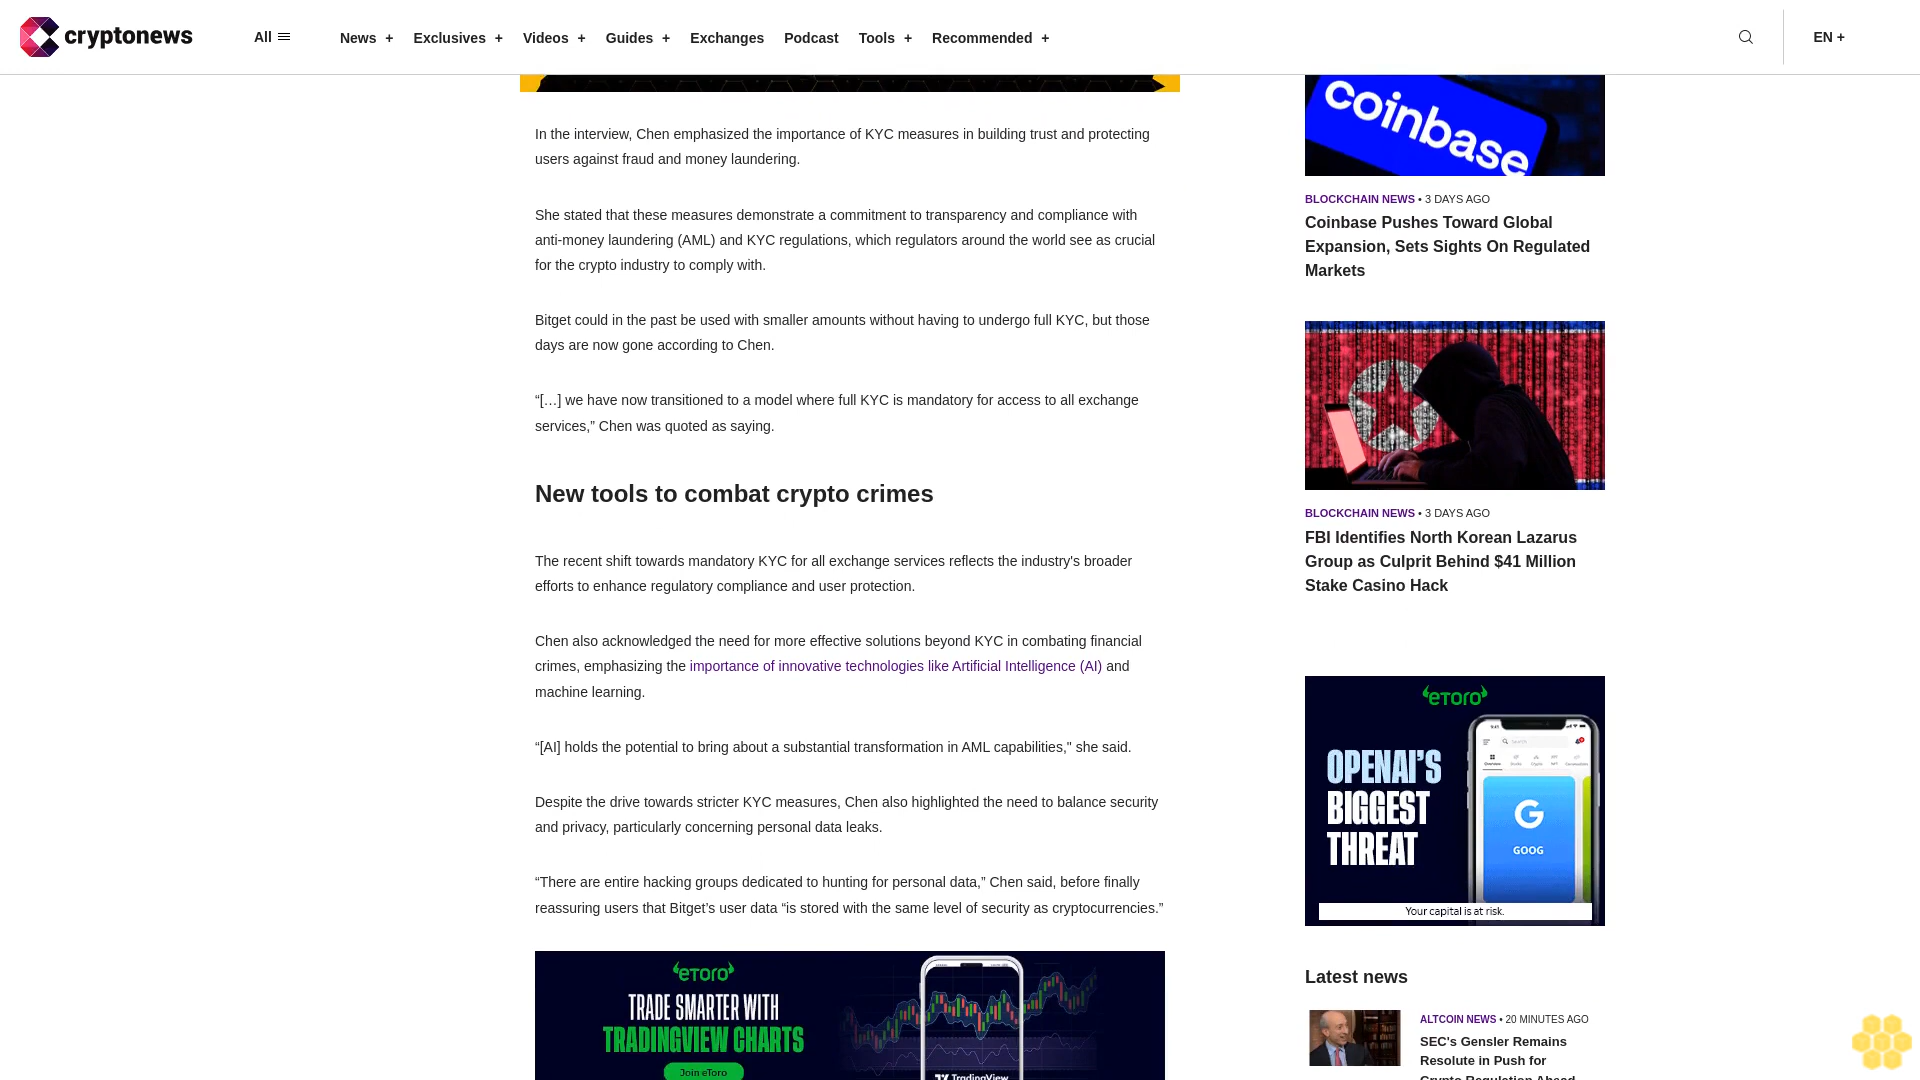 cryptonews
All
News +
Exclusives +
Videos +
Guides +
Exchanges
Podcast
Tools +
Recommended +
EN +
In the interview, Chen emphasized the importance of KYC measures in building trust and protecting
users against fraud and money laundering.
She stated that these measures demonstrate a commitment to transparency and compliance with
anti-money laundering (AML) and KYC regulations, which regulators around the world see as crucial
for the crypto industry to comply with.
Bitget could in the past be used with smaller amounts without having to undergo full KYC, but those
days are now gone according to Chen.
“[…] we have now transitioned to a model where full KYC is mandatory for access to all exchange
services,” Chen was quoted as saying.
New tools to combat crypto crimes
The recent shift towards mandatory KYC for all exchange services reflects the industry's broader
efforts to enhance regulatory compliance and user protection.
Chen also acknowledged the need for more effective solutions beyond KYC in combating financial
crimes, emphasizing the importance of innovative technologies like Artificial Intelligence (AI) and
machine learning.
“[AI] holds the potential to bring about a substantial transformation in AML capabilities," she said.
Despite the drive towards stricter KYC measures, Chen also highlighted the need to balance security
and privacy, particularly concerning personal data leaks.
“There are entire hacking groups dedicated to hunting for personal data,” Chen said, before finally
reassuring users that Bitget’s user data “is stored with the same level of security as cryptocurrencies.”
eToro
TRADE SMARTER WITH
TRADINGVIEW CHARTS
Join eToro
TradingView
coinbase
BLOCKCHAIN NEWS • 3 DAYS AGO
Coinbase Pushes Toward Global
Expansion, Sets Sights On Regulated
Markets
BLOCKCHAIN NEWS • 3 DAYS AGO
FBI Identifies North Korean Lazarus
Group as Culprit Behind $41 Million
Stake Casino Hack
eToro
OPENAI'S
BIGGEST
THREAT
G
GOOG
Your capital is at risk.
Latest news
ALTCOIN NEWS • 20 MINUTES AGO
SEC's Gensler Remains
Resolute in Push for
Crypto Regulation Ahead